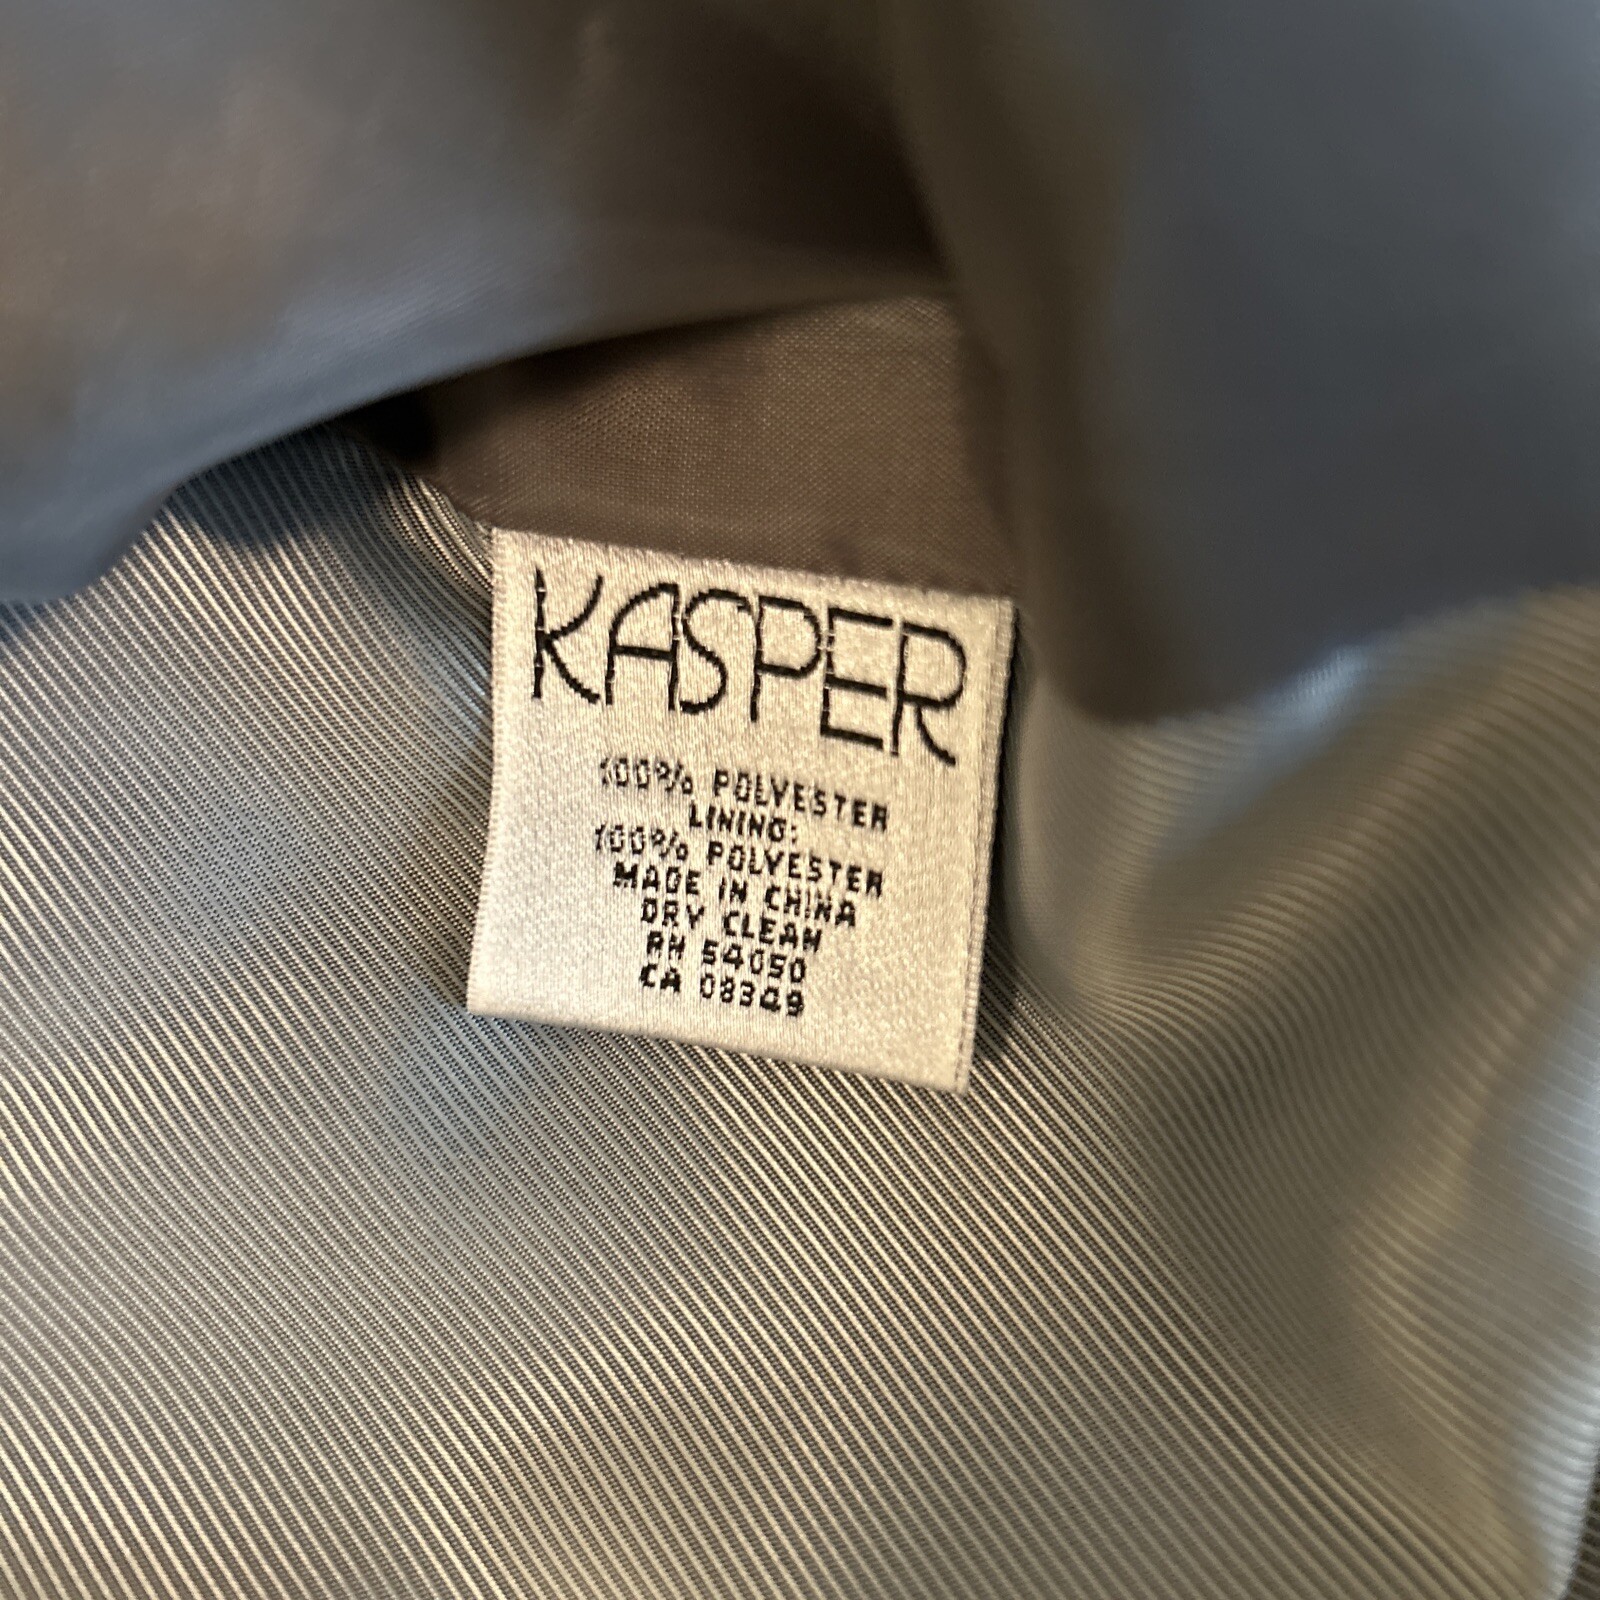 KASPER
100% POLYESTER
LINING:
100% POLYESTER
MADE IN CHINA
DRY CLEAN
RN 54050
CA 08349